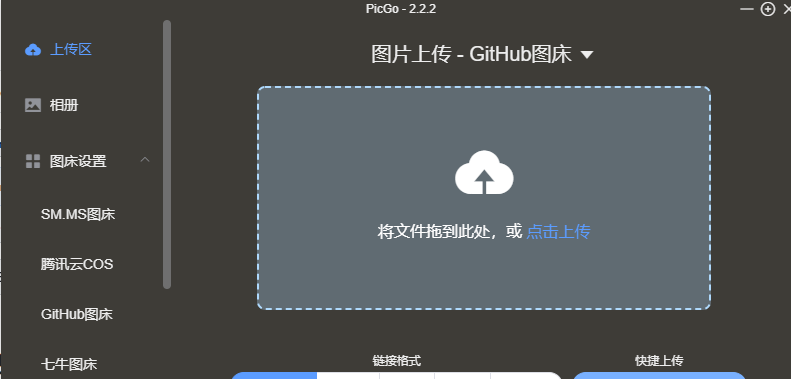 PicGo - 2.2.2
上传区
相册
图床设置
SM.MS图床
腾讯云COS
GitHub图床
七牛图床
图片上传 - GitHub图床
将文件拖到此处，或 点击上传
链接格式
快捷上传